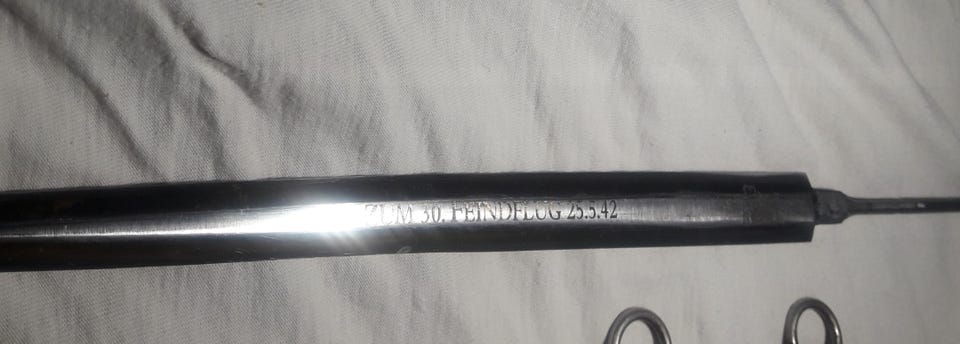 ZUM 30. FEINDFLUG 25.5.42